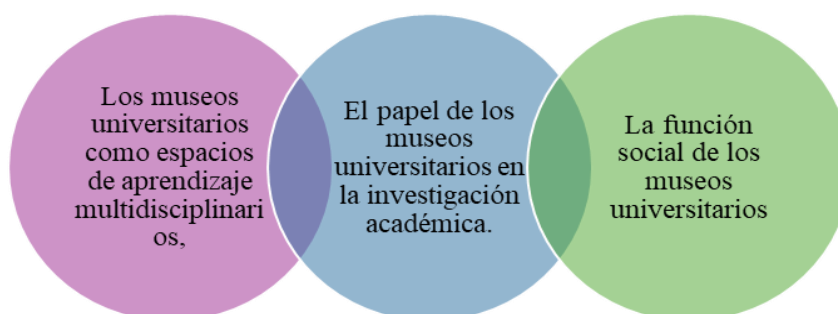 Los museos
universitarios
como espacios
de aprendizaje
multidisciplinari
os,
El papel de los
museos
universitarios en
la investigación
académica.
La función
social de los
museos
universitarios